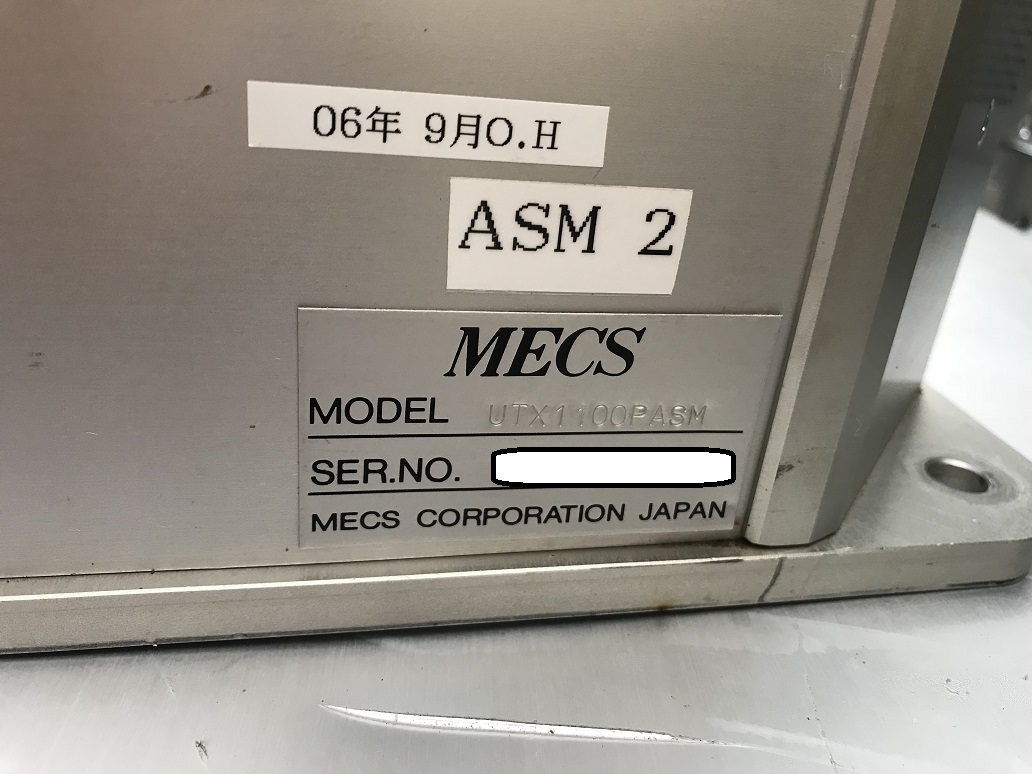 06年 9月O.H
ASM 2
MECS
MODEL UTX1100PASM
SER.NO.
MECS CORPORATION JAPAN